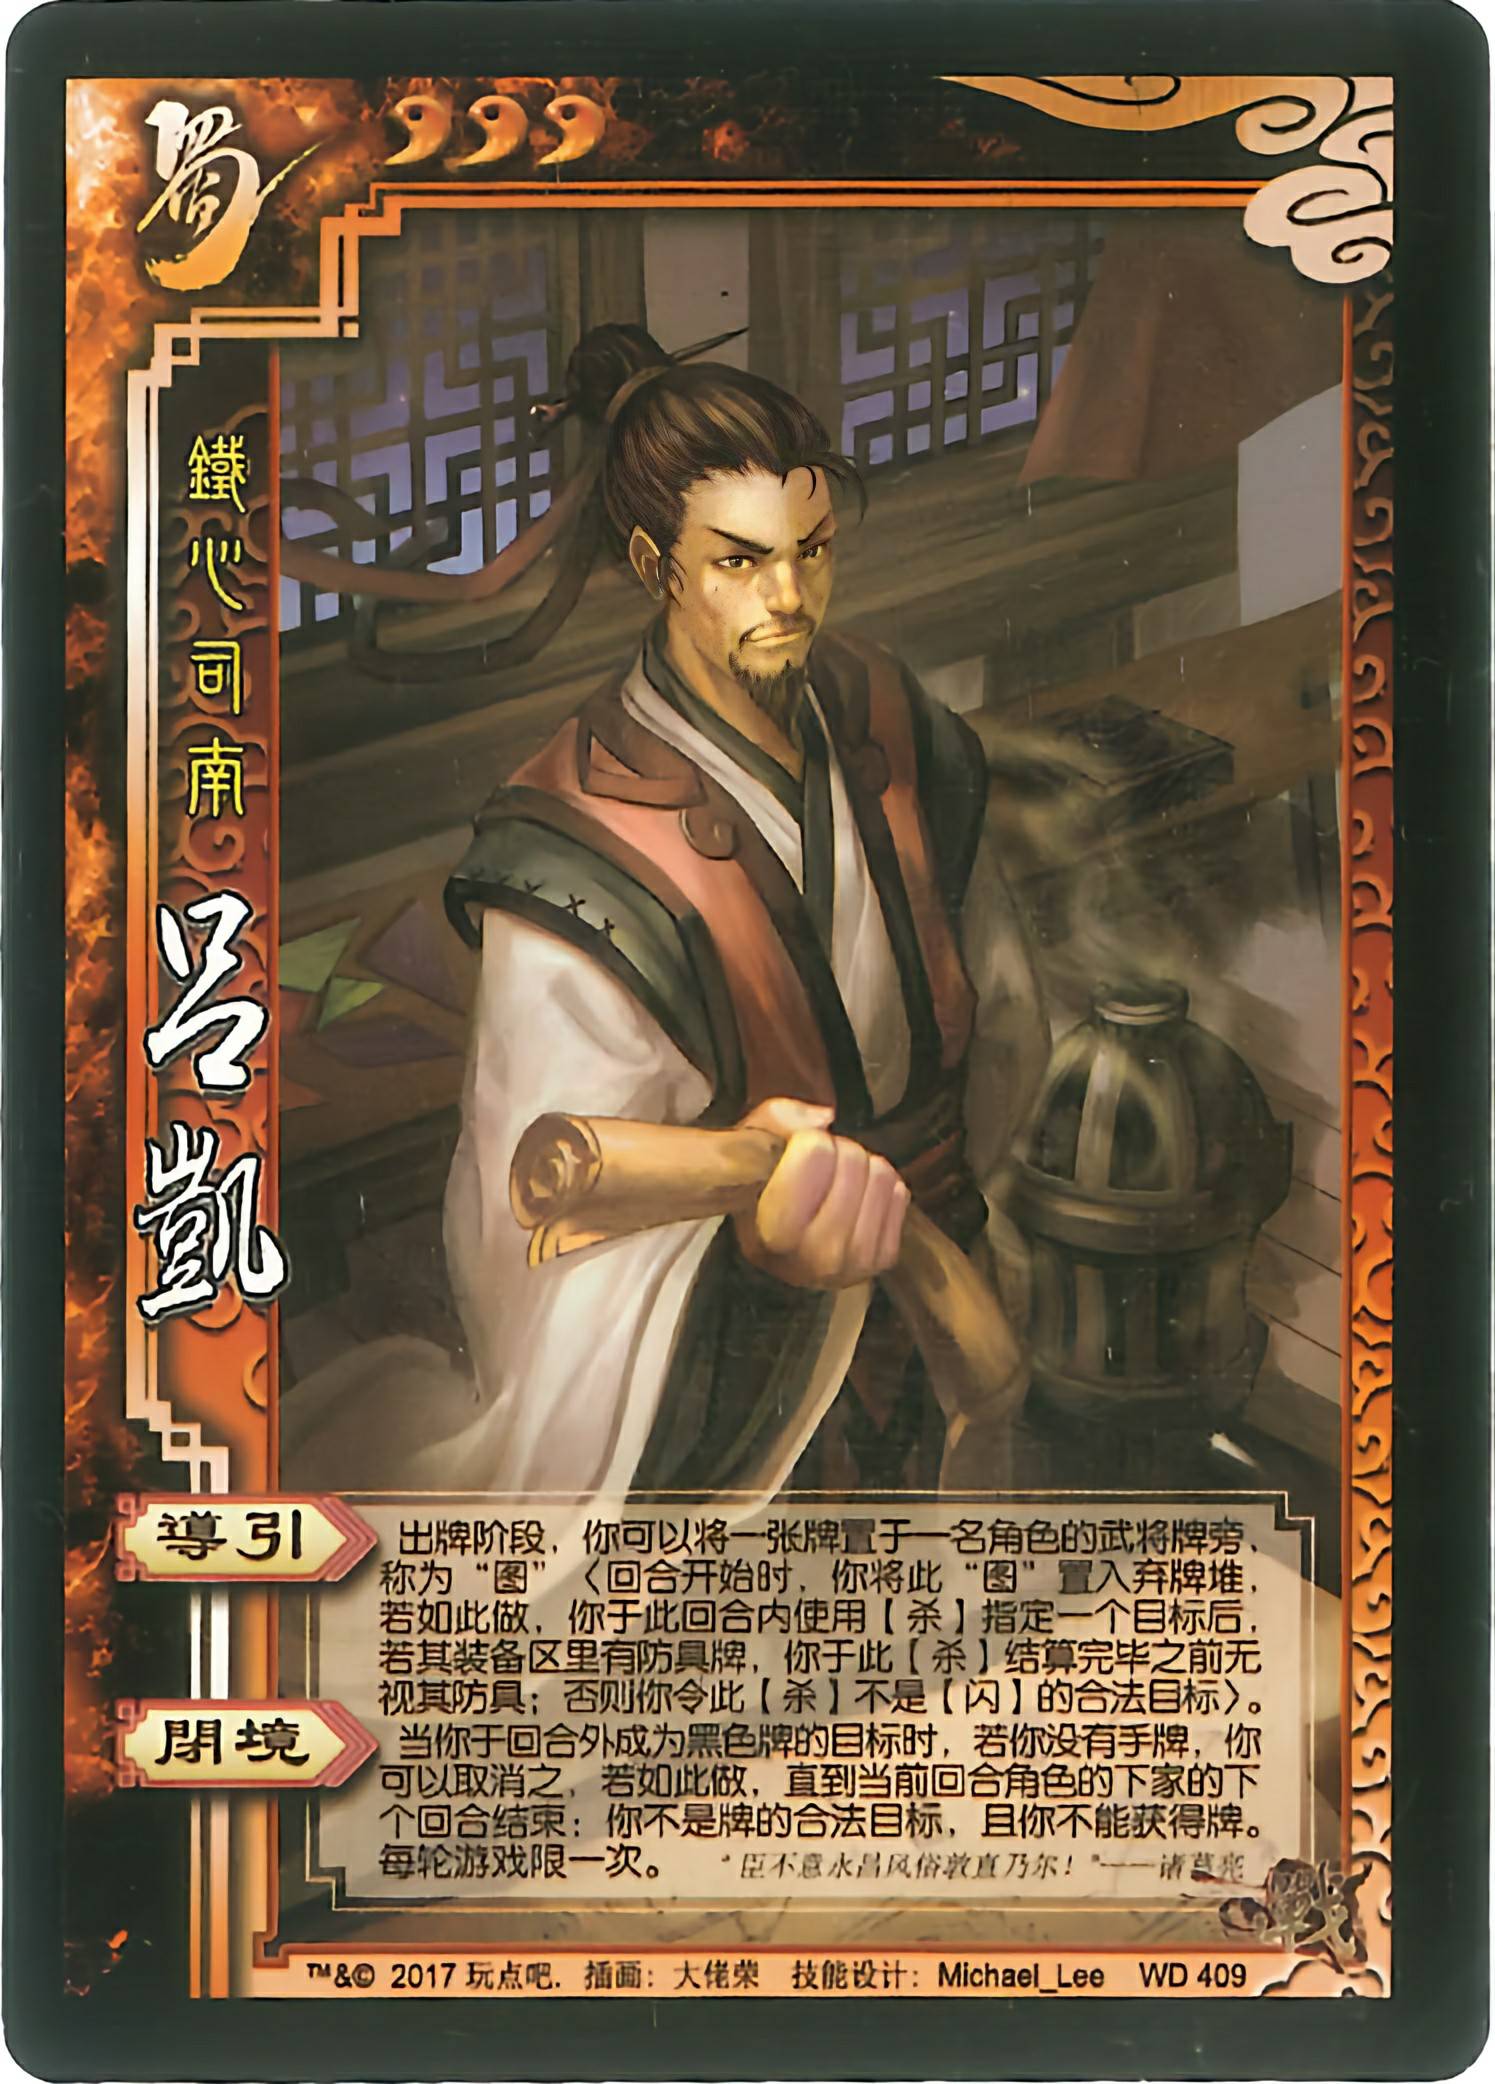 蜀
鐵心司南
呂凱
導引
出牌阶段，你可以将一张牌置于一名角色的武将牌旁，
称为“图”〈回合开始时，你将此“图”置入弃牌堆，
若如此做，你于此回合内使用【杀】指定一个目标后，
若其装备区里有防具牌，你于此【杀】结算完毕之前无
视其防具；否则你令此【杀】不是【闪】的合法目标〉。
閉境
当你于回合外成为黑色牌的目标时，若你没有手牌，你
可以取消之，若如此做，直到当前回合角色的下家的下
个回合结束：你不是牌的合法目标，且你不能获得牌。
每轮游戏限一次。
“臣不意永昌风俗敦直乃尔！”——诸葛亮
戰
™&© 2017 玩点吧. 插画：大佬荣 技能设计：Michael_Lee WD 409